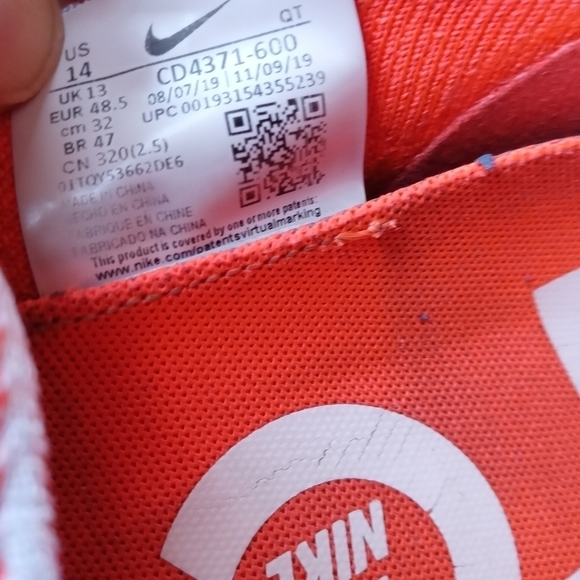 QT
US
14
CD4371-600
UK 13
08/07/19 | 11/09/19
EUR 48.5
UPC 00193154355239
cm 32
BR 47
CN 320(2.5)
MADE IN CHINA
HECHO EN CHINA
FABRIQUE EN CHINE
FABRICADO NA CHINA
This product is covered by one or more patents:
www.nike.com/patentsvirtualmarking
NIKE